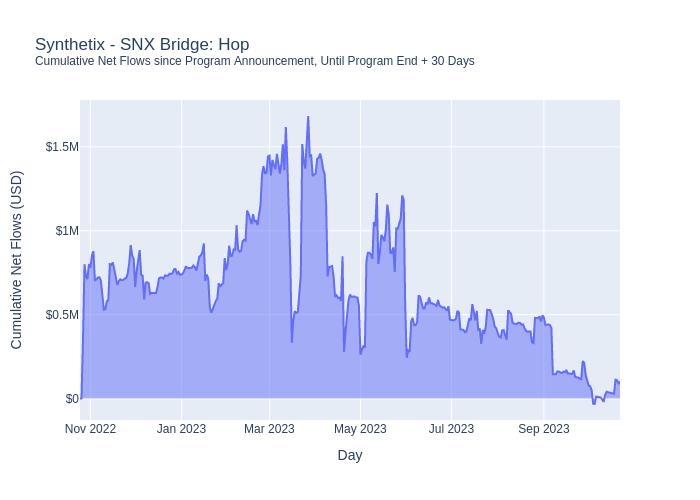 Synthetix - SNX Bridge: Hop
Cumulative Net Flows since Program Announcement, Until Program End + 30 Days
Cumulative Net Flows (USD)
$1.5M
$1M
$0.5M
$0
Nov 2022 Jan 2023 Mar 2023 May 2023 Jul 2023 Sep 2023
Day